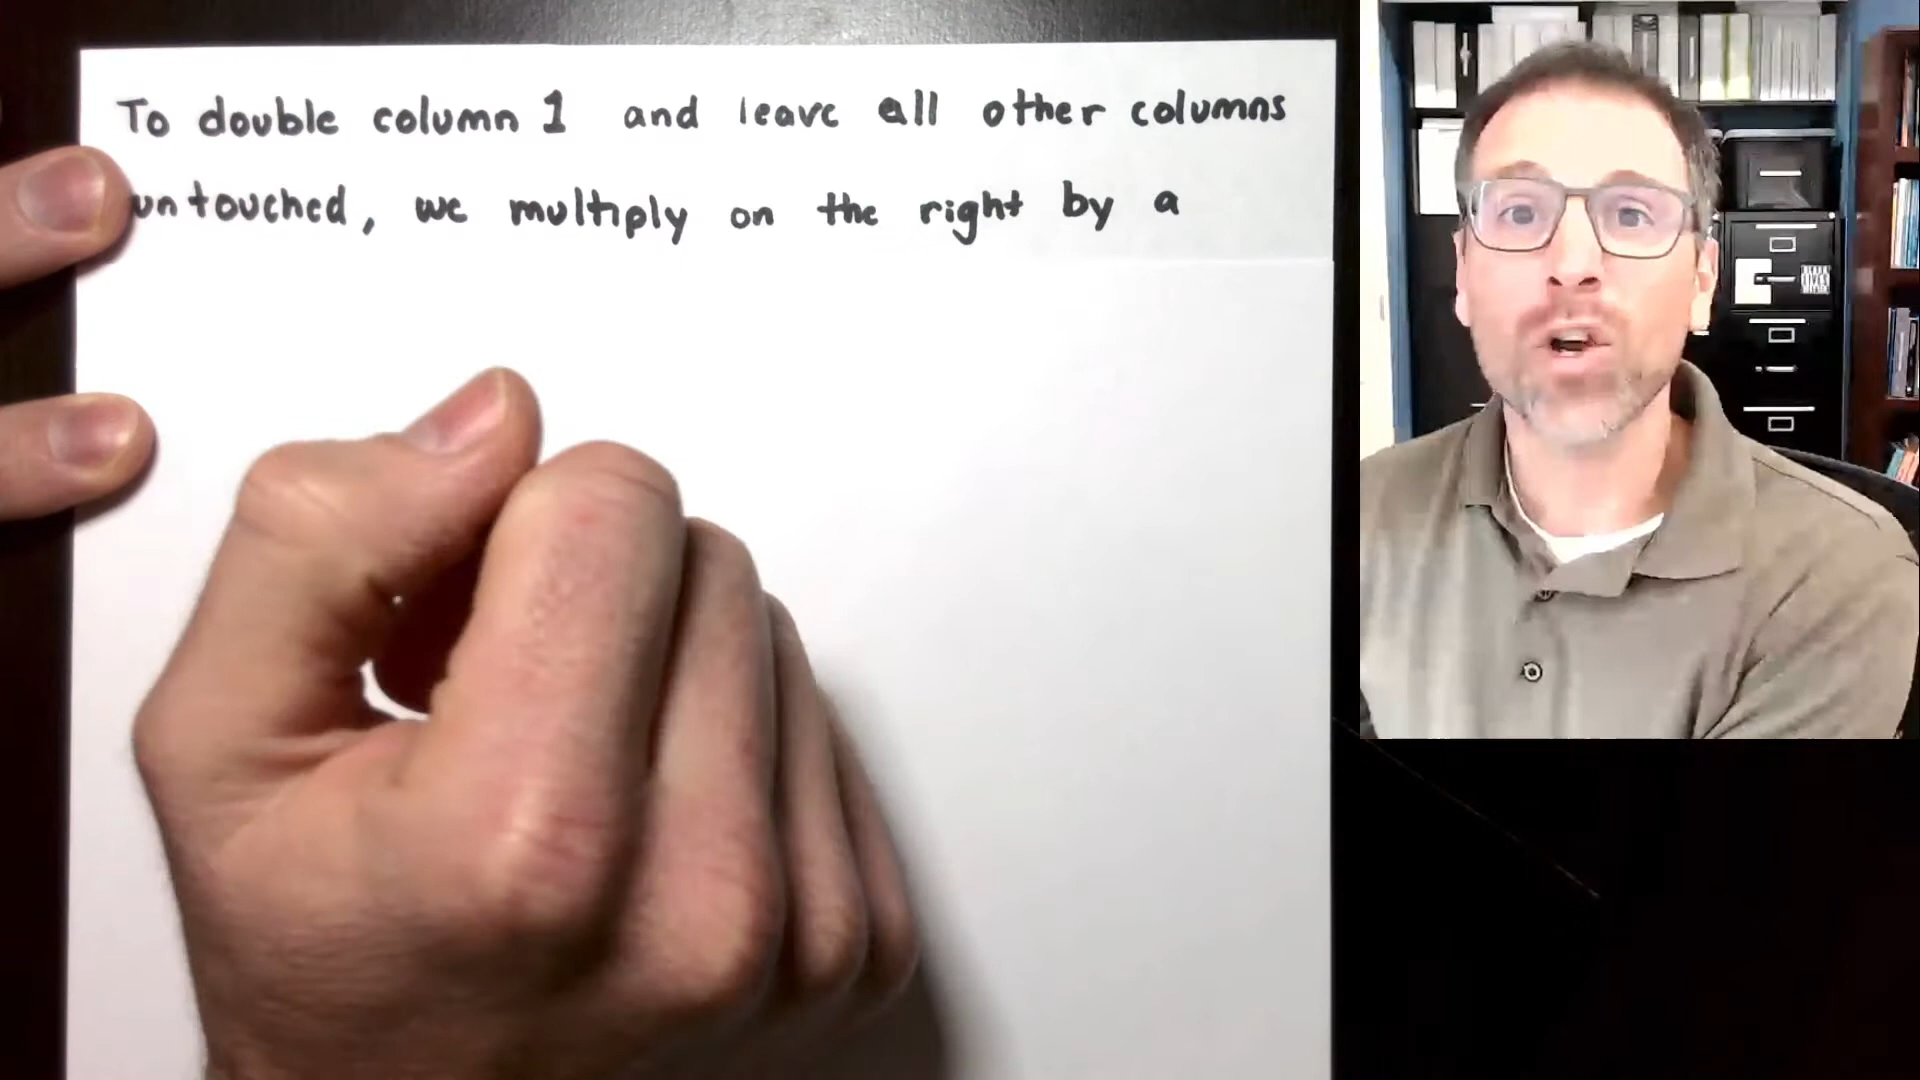 To double column 1 and leave all other columns
untouched, we multiply on the right by a